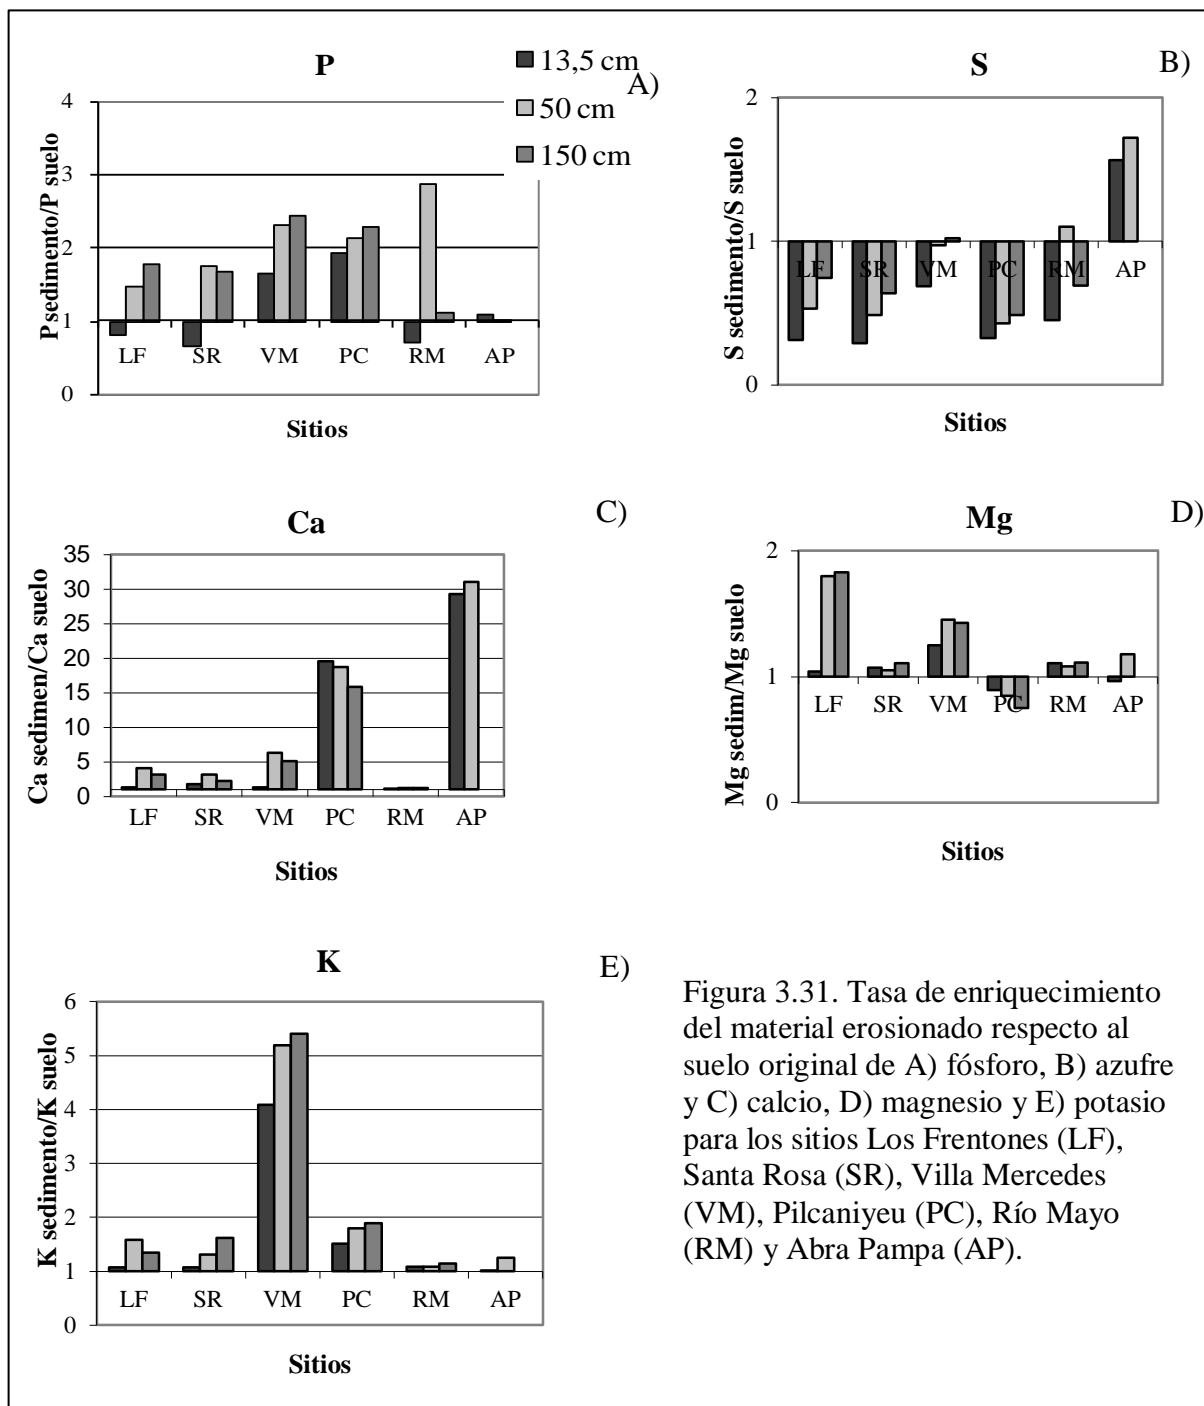 P
13,5 cm
50 cm
150 cm
A)
4
3
2
1
0
Psedimento/P suelo
LF SR VM PC RM AP
Sitios
S
B)
2
1
0
S sedimento/S suelo
LF SR VM PC RM AP
Sitios
Ca
C)
35
30
25
20
15
10
5
0
Ca sedimen/Ca suelo
LF SR VM PC RM AP
Sitios
Mg
D)
2
1
0
Mg sedim/Mg suelo
LF SR VM PC RM AP
Sitios
K
E)
6
5
4
3
2
1
0
K sedimento/K suelo
LF SR VM PC RM AP
Sitios
Figura 3.31. Tasa de enriquecimiento
del material erosionado respecto al
suelo original de A) fósforo, B) azufre
y C) calcio, D) magnesio y E) potasio
para los sitios Los Frentones (LF),
Santa Rosa (SR), Villa Mercedes
(VM), Pilcaniyeu (PC), Río Mayo
(RM) y Abra Pampa (AP).